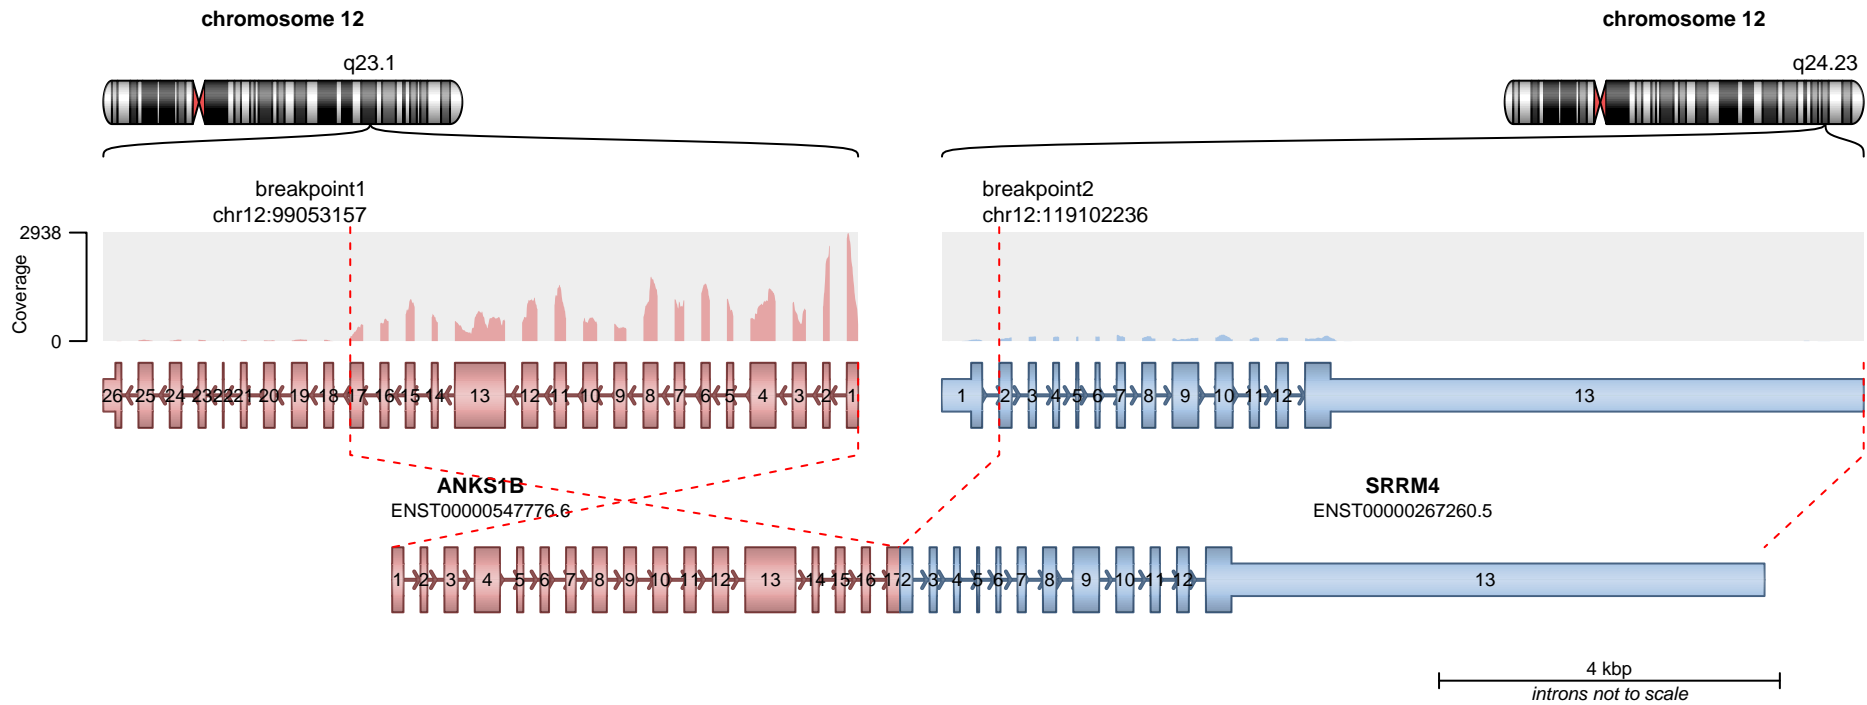 chromosome 12
chromosome 12
q23.1
q24.23
breakpoint1
chr12:99053157
breakpoint2
chr12:119102236
2938
Coverage
0
26 25 24 23 22 21 20 19 18 17 16 15 14 13 12 11 10 9 8 7 6 5 4 3 2 1
1 2 3 4 5 6 7 8 9 10 11 12 13
ANKS1B
ENST00000547776.6
SRRM4
ENST00000267260.5
1 2 3 4 5 6 7 8 9 10 11 12 13 14 15 16 17 2 3 4 5 6 7 8 9 10 11 12 13
4 kbp
introns not to scale